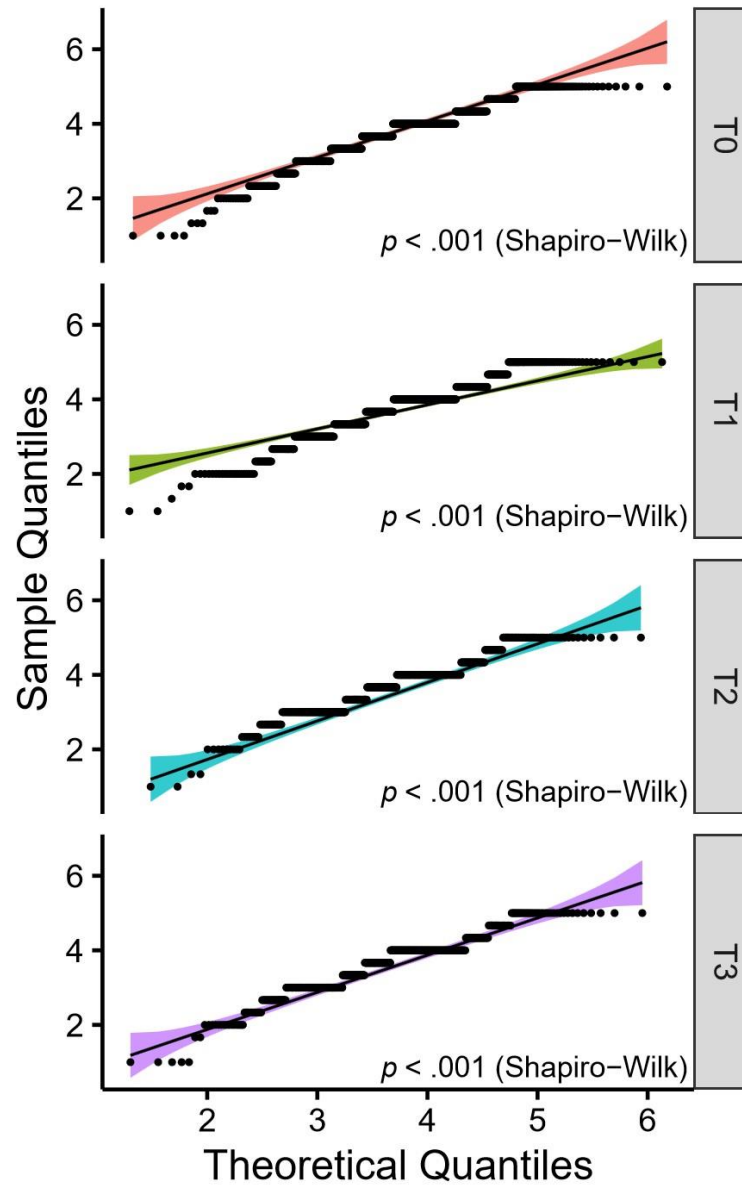 6
4
2
p < .001 (Shapiro−Wilk)
T0
6
4
2
p < .001 (Shapiro−Wilk)
T1
6
4
2
p < .001 (Shapiro−Wilk)
T2
6
4
2
p < .001 (Shapiro−Wilk)
T3
Sample Quantiles
2 3 4 5 6
Theoretical Quantiles